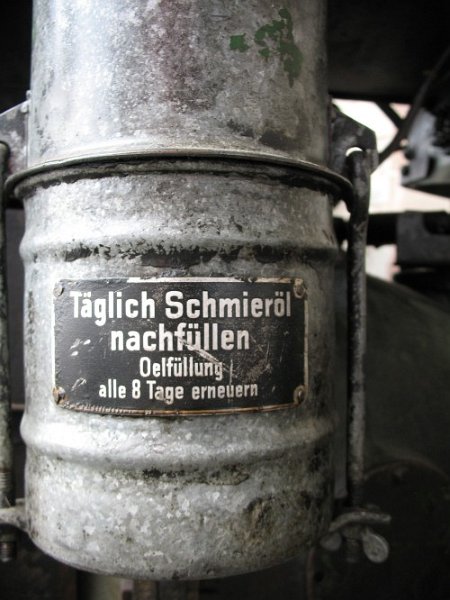 Täglich Schmieröl
nachfüllen
Oelfüllung
alle 8 Tage erneuern